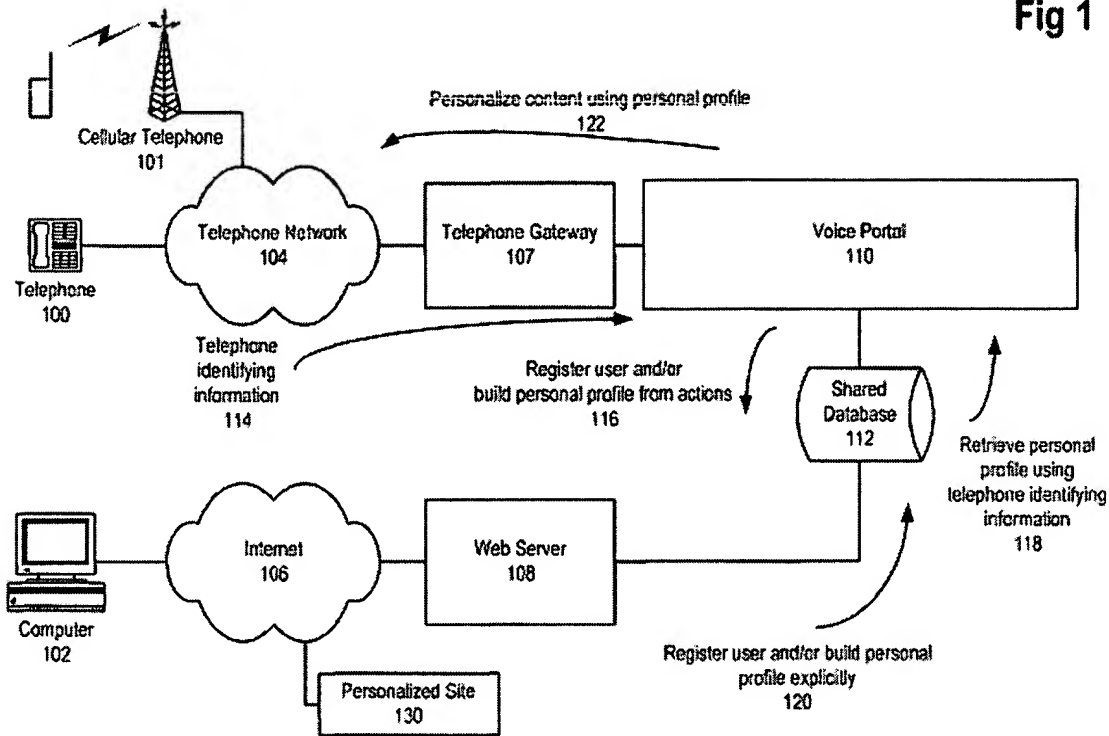 Fig 1
Personalize content using personal profile
122
Cellular Telephone
101
Telephone Network
104
Telephone Gateway
107
Voice Portal
110
Telephone
100
Telephone
identifying
information
114
Register user and/or
build personal profile from actions
116
Shared
Database
112
Retrieve personal
profile using
telephone identifying
information
118
Internet
106
Web Server
108
Computer
102
Register user and/or build personal
profile explicitly
120
Personalized Site
130